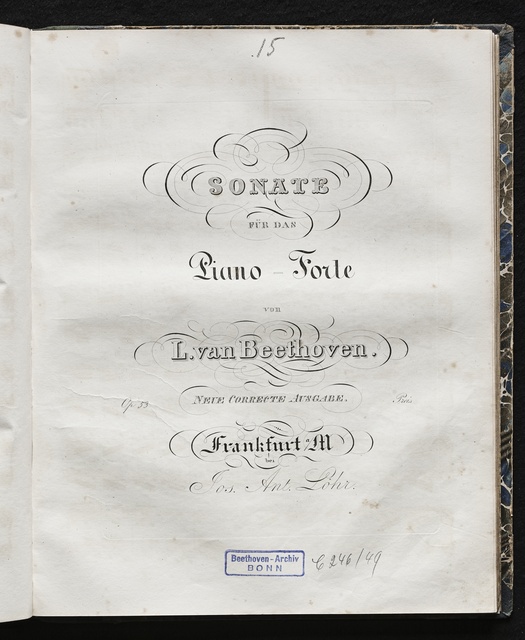 .15
SONATE
FÜR DAS
Piano - Forte
von
L. van Beethoven.
NEUE CORRECTE AUSGABE.
Op. 53
Preis
Frankfurt a/M
bei
Jos. Ant. Löhr.
Beethoven-Archiv
BONN
C 246/49